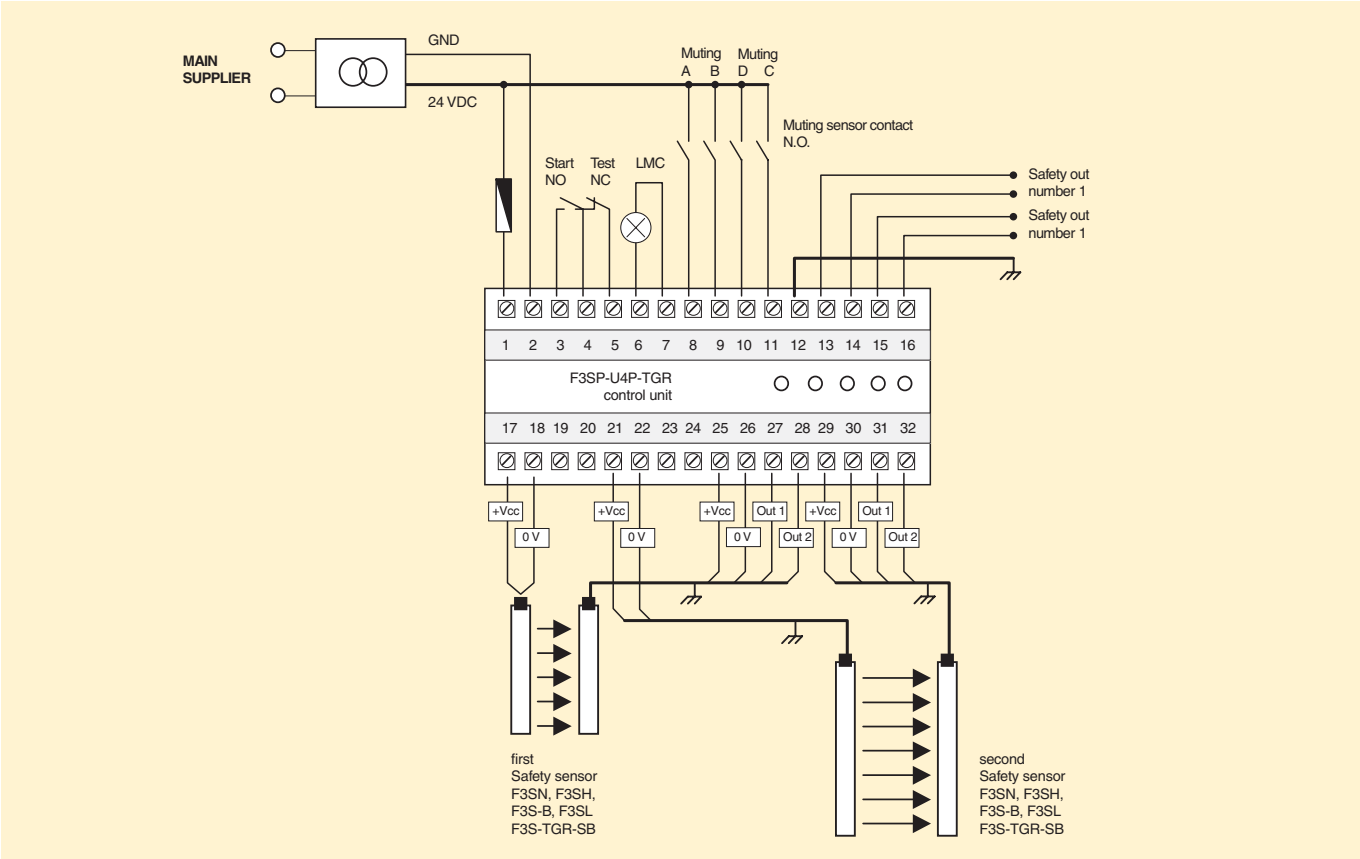 GND
MAIN
SUPPLIER
24 VDC
Muting Muting
A B D C
Muting sensor contact
N.O.
Start Test LMC
NO NC
Safety out
number 1
Safety out
number 1
1 2 3 4 5 6 7 8 9 10 11 12 13 14 15 16
F3SP-U4P-TGR
control unit
17 18 19 20 21 22 23 24 25 26 27 28 29 30 31 32
+Vcc +Vcc +Vcc Out 1 +Vcc Out 1
0 V 0 V 0 V Out 2 0 V Out 2
first
Safety sensor
F3SN, F3SH,
F3S-B, F3SL
F3S-TGR-SB
second
Safety sensor
F3SN, F3SH,
F3S-B, F3SL
F3S-TGR-SB